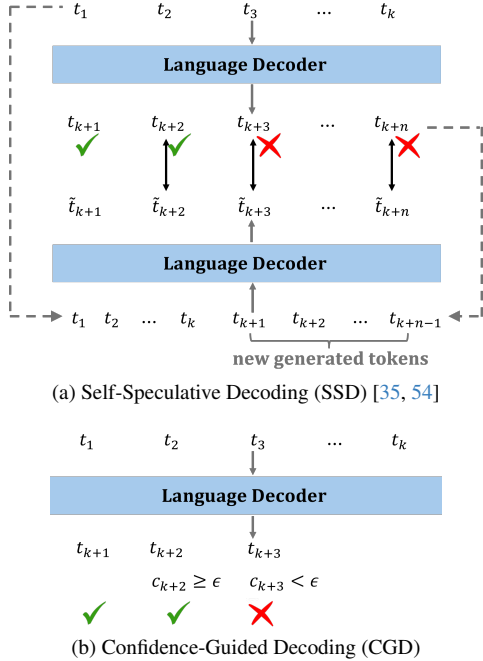 t₁ t₂ t₃ ... tₖ
Language Decoder
tₖ₊₁ tₖ₊₂ tₖ₊₃ ... tₖ₊ₙ
t̃ₖ₊₁ t̃ₖ₊₂ t̃ₖ₊₃ ... t̃ₖ₊ₙ
Language Decoder
t₁ t₂ ... tₖ tₖ₊₁ tₖ₊₂ ... tₖ₊ₙ₋₁
new generated tokens
(a) Self-Speculative Decoding (SSD) [35, 54]
t₁ t₂ t₃ ... tₖ
Language Decoder
tₖ₊₁ tₖ₊₂ tₖ₊₃
cₖ₊₂ ≥ ϵ cₖ₊₃ < ϵ
(b) Confidence-Guided Decoding (CGD)